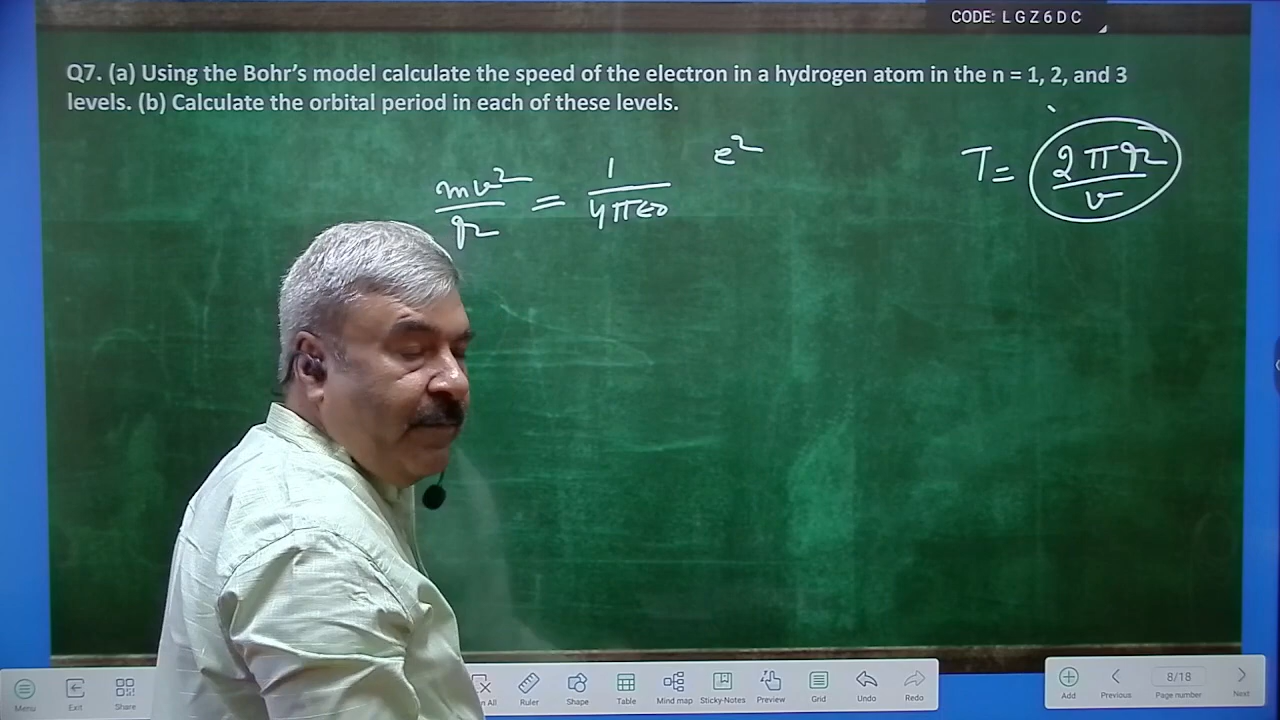 CODE: L G Z 6 D C
Q7. (a) Using the Bohr’s model calculate the speed of the electron in a hydrogen atom in the n = 1, 2, and 3
levels. (b) Calculate the orbital period in each of these levels.
mv²/r = 1/4πε0 e²
T = 2πr/v
Menu
Exit
Share
Ruler
Shape
Table
Mind map
Sticky-Notes
Preview
Grid
Undo
Redo
Add
Previous
8/18
Page number
Next